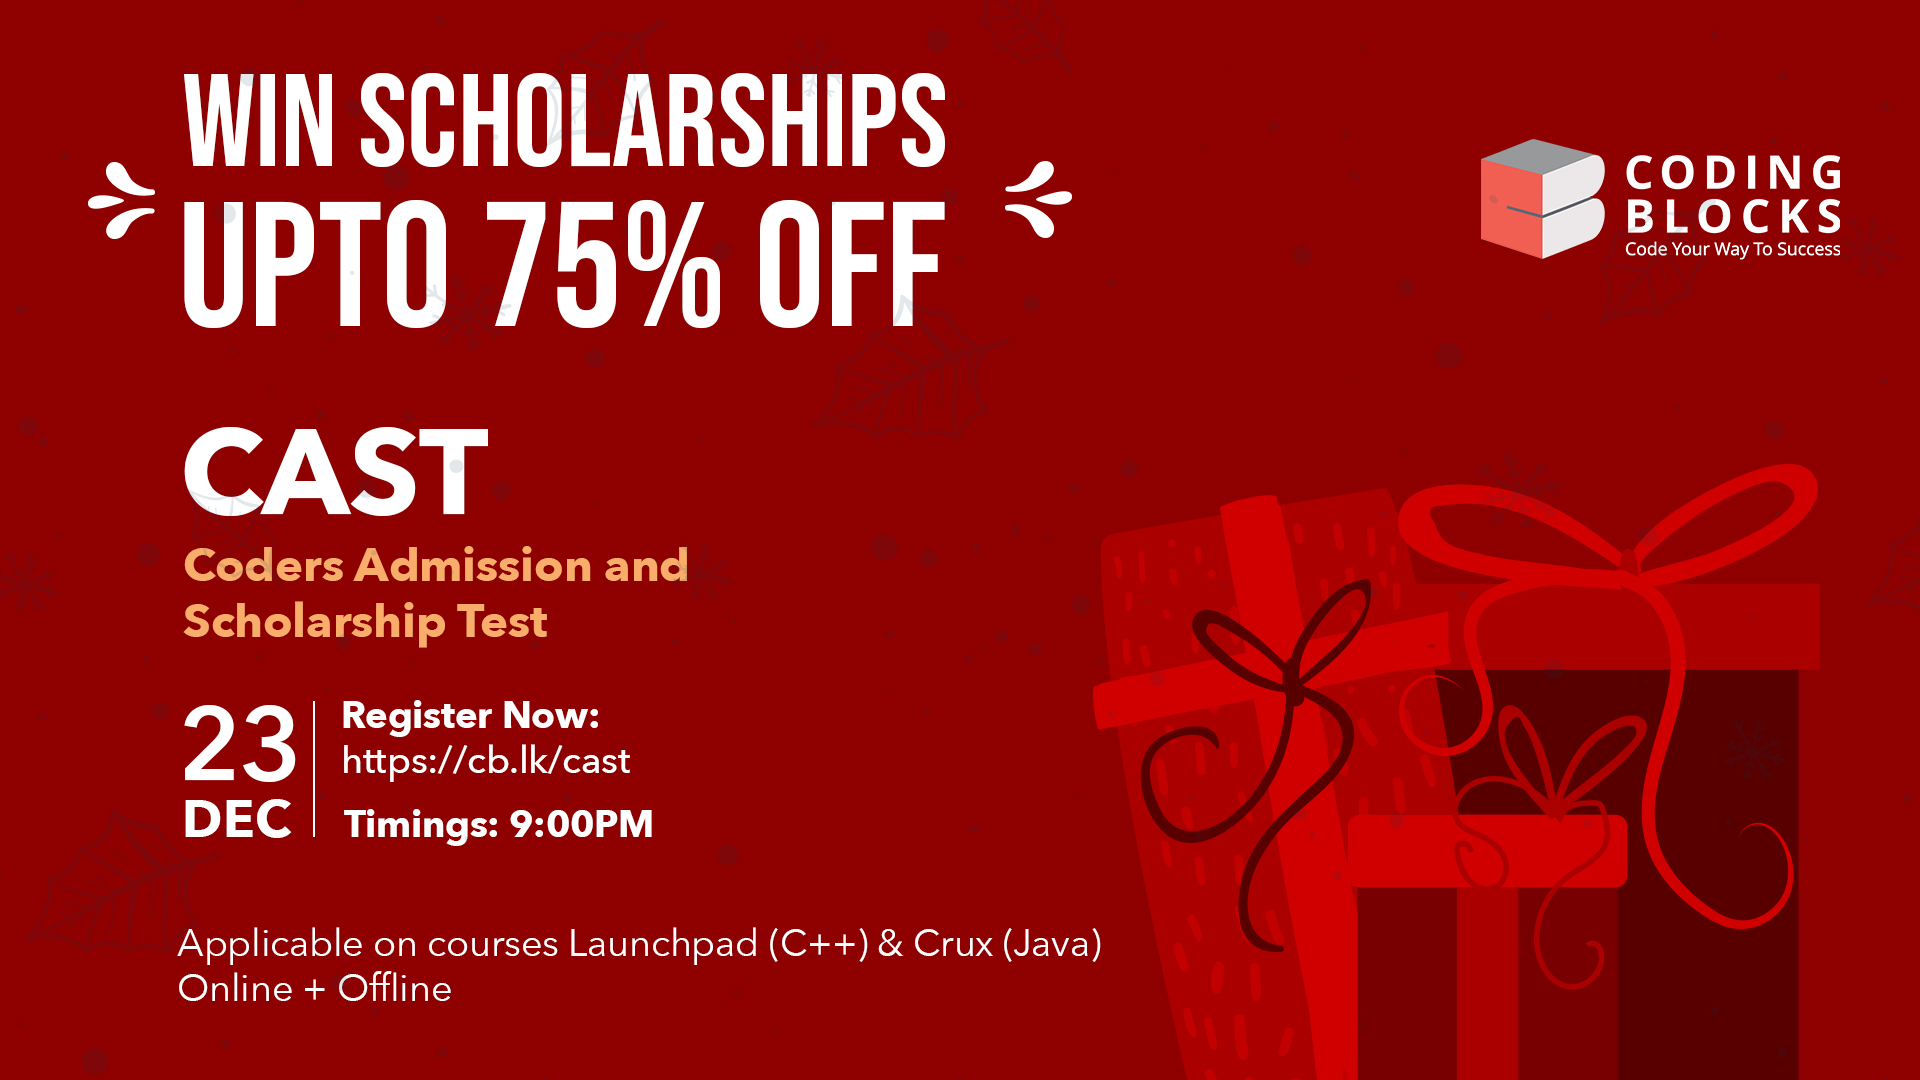 WIN SCHOLARSHIPS
UPTO 75% OFF
CODING
BLOCKS
Code Your Way To Success
CAST
Coders Admission and
Scholarship Test
23
DEC
Register Now:
https://cb.lk/cast
Timings: 9:00PM
Applicable on courses Launchpad (C++) & Crux (Java)
Online + Offline